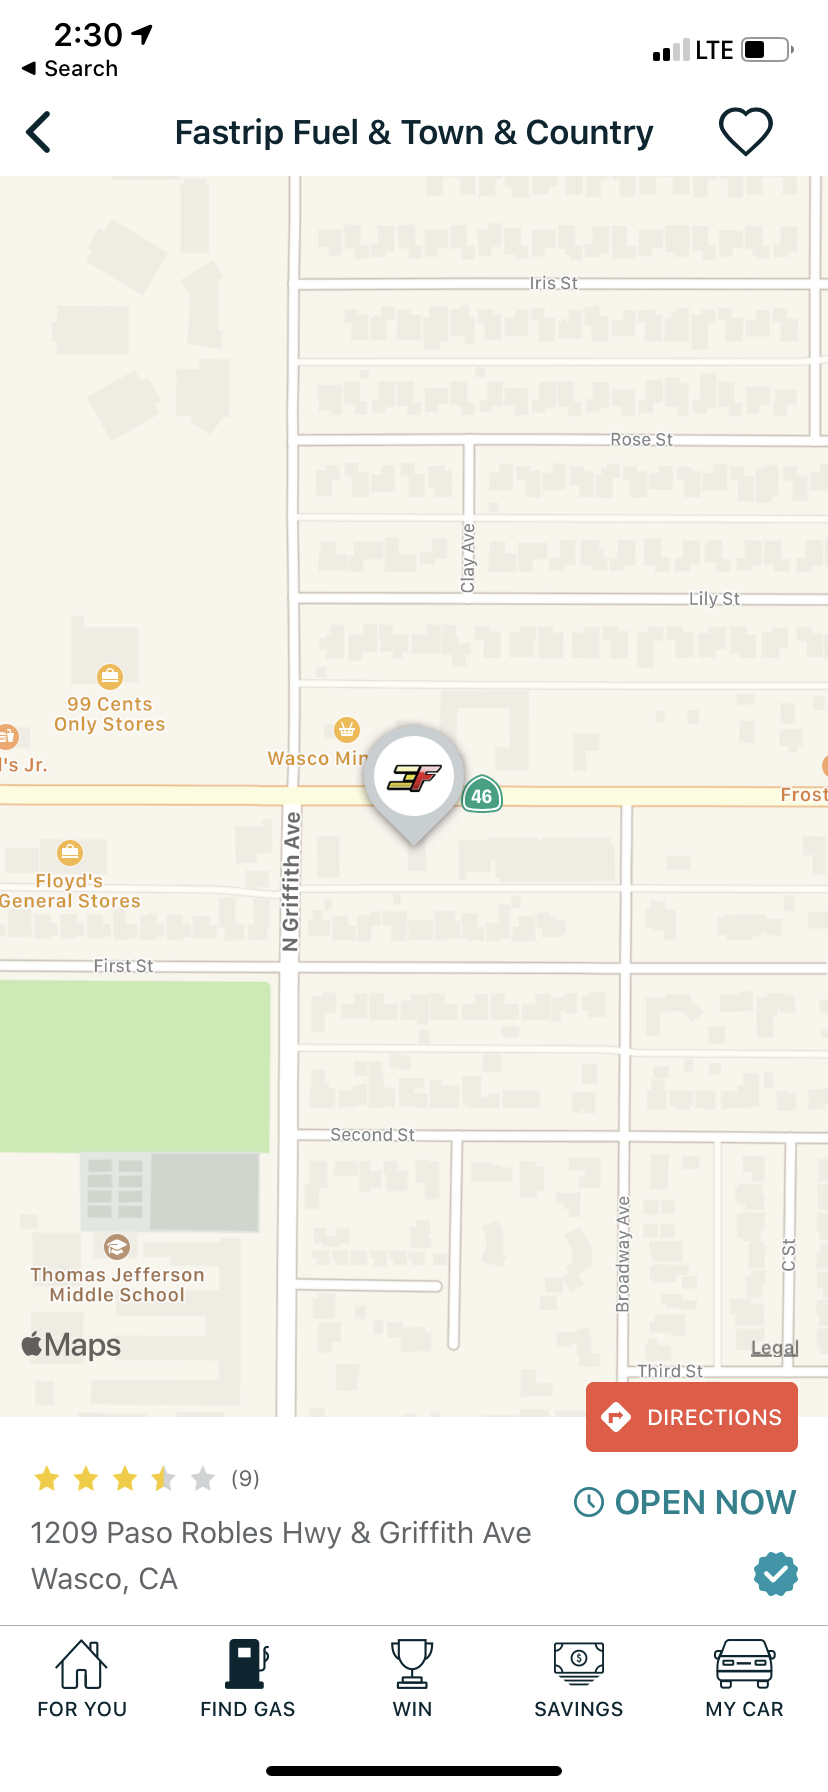 2:30
◀ Search
LTE
Fastrip Fuel & Town & Country
Iris St
Rose St
Clay Ave
Lily St
99 Cents
Only Stores
l's Jr.
Wasco Min
46
Frost
N Griffith Ave
Floyd's
General Stores
First St
Second St
Thomas Jefferson
Middle School
Broadway Ave
C St
Maps
Legal
Third St
DIRECTIONS
(9)
OPEN NOW
1209 Paso Robles Hwy & Griffith Ave
Wasco, CA
FOR YOU
FIND GAS
WIN
SAVINGS
MY CAR